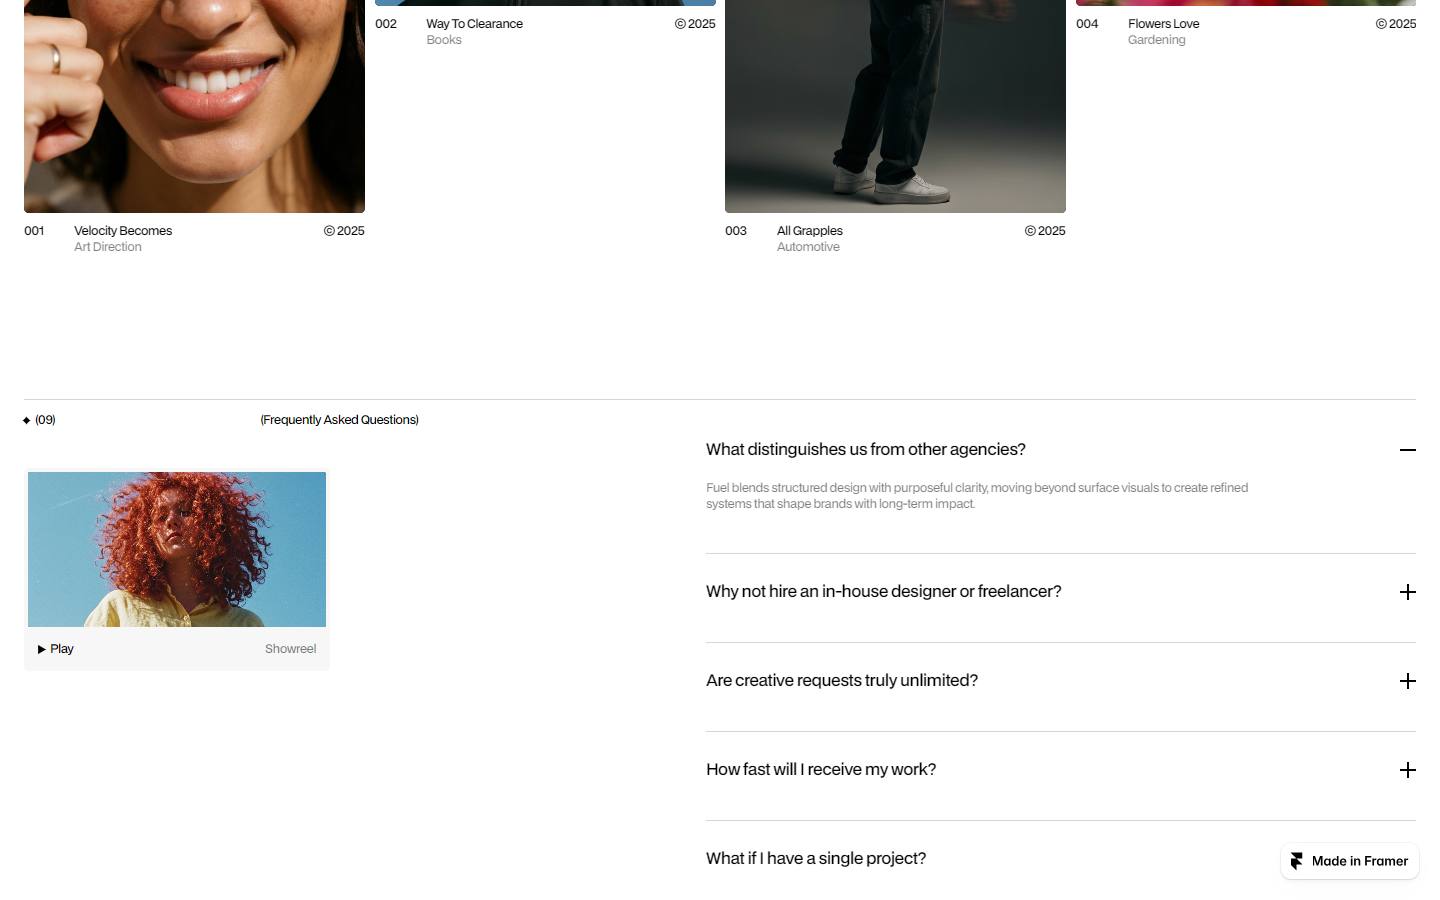 002 Way To Clearance © 2025
Books
004 Flowers Love © 2025
Gardening
001 Velocity Becomes © 2025
Art Direction
003 All Grapples © 2025
Automotive
(09) (Frequently Asked Questions)
What distinguishes us from other agencies?
Fuel blends structured design with purposeful clarity, moving beyond surface visuals to create refined
systems that shape brands with long-term impact.
Play Showreel
Why not hire an in-house designer or freelancer?
Are creative requests truly unlimited?
How fast will I receive my work?
What if I have a single project?
Made in Framer